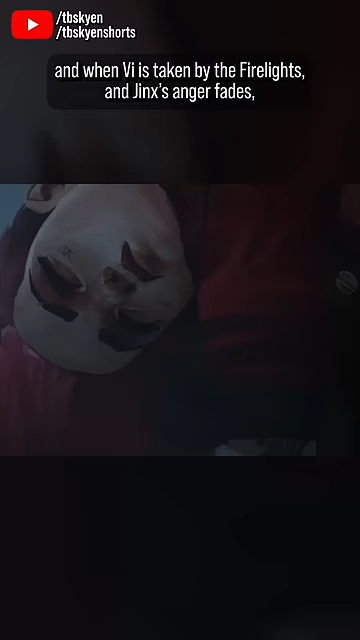 /tbskyen
/tbskyenshorts
and when Vi is taken by the Firelights,
and Jinx's anger fades,